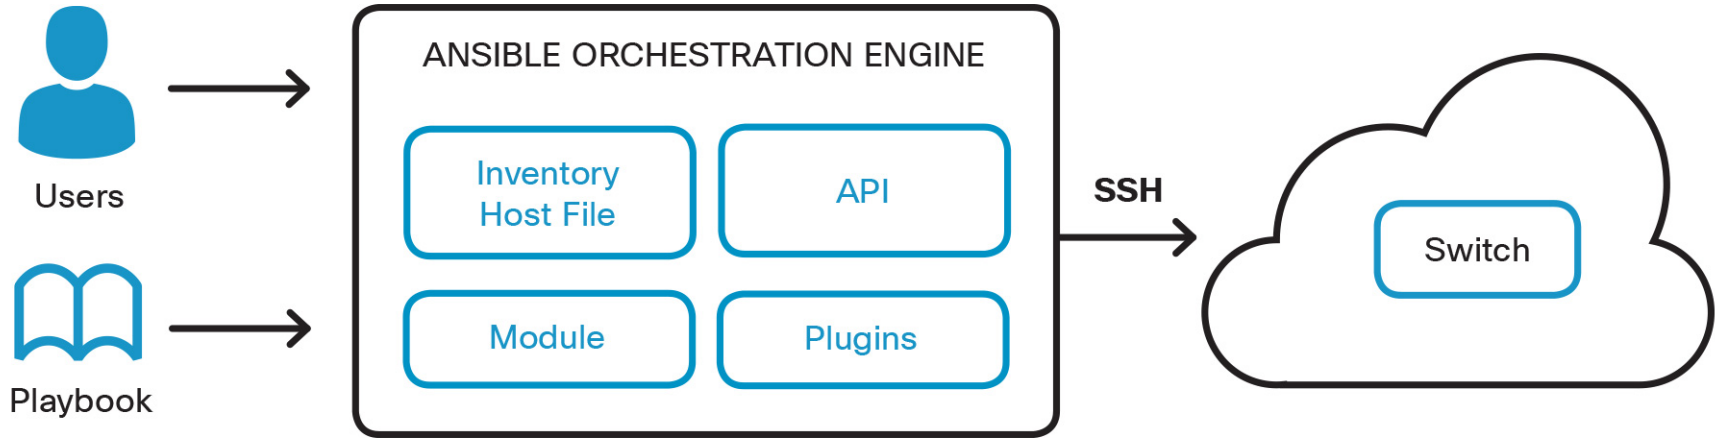 Users
Playbook
ANSIBLE ORCHESTRATION ENGINE
Inventory
Host File
API
Module
Plugins
SSH
Switch